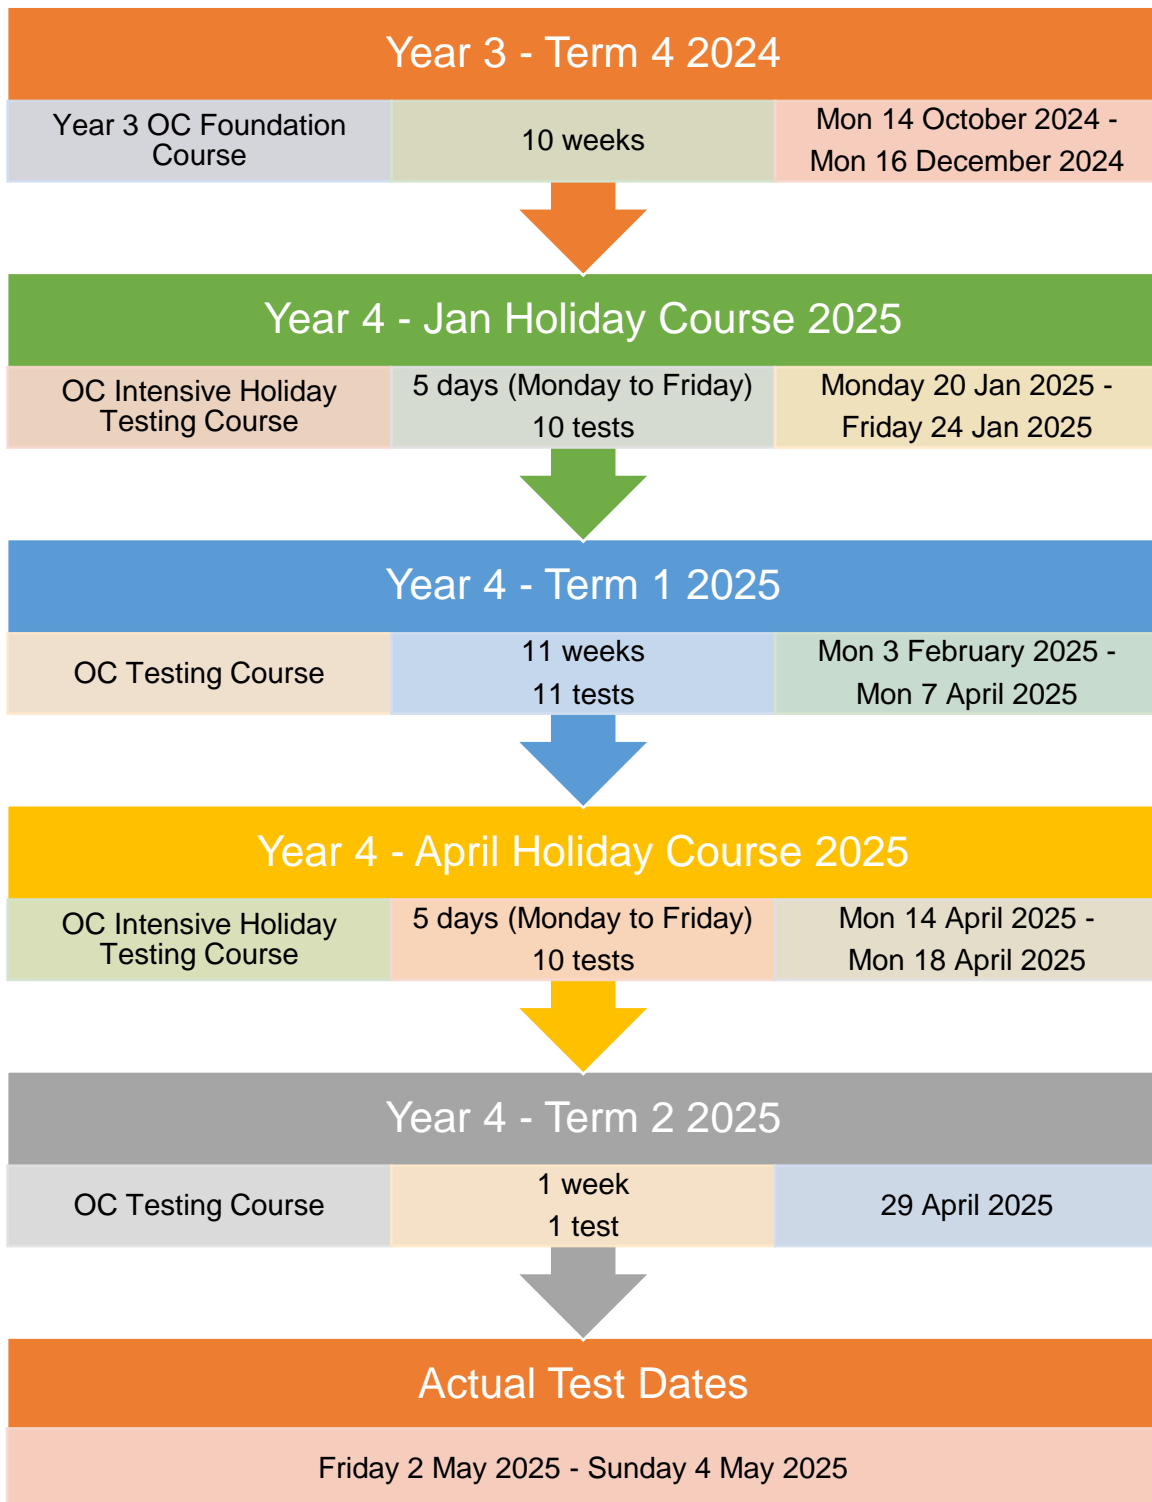 Year 3 - Term 4 2024
Year 3 OC Foundation
Course
10 weeks
Mon 14 October 2024 -
Mon 16 December 2024
Year 4 - Jan Holiday Course 2025
OC Intensive Holiday
Testing Course
5 days (Monday to Friday)
10 tests
Monday 20 Jan 2025 -
Friday 24 Jan 2025
Year 4 - Term 1 2025
OC Testing Course
11 weeks
11 tests
Mon 3 February 2025 -
Mon 7 April 2025
Year 4 - April Holiday Course 2025
OC Intensive Holiday
Testing Course
5 days (Monday to Friday)
10 tests
Mon 14 April 2025 -
Mon 18 April 2025
Year 4 - Term 2 2025
OC Testing Course
1 week
1 test
29 April 2025
Actual Test Dates
Friday 2 May 2025 - Sunday 4 May 2025